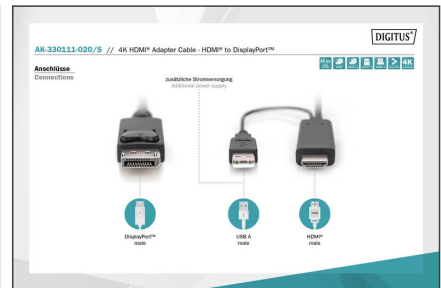 DIGITUS®
AK-330111-020/S // 4K HDMI® Adapter Cable - HDMI® to DisplayPort™
4K
Anschlüsse
Connections
zusätzliche Stromversorgung
Additional power supply
DisplayPort™
male
USB A
male
HDMI®
male